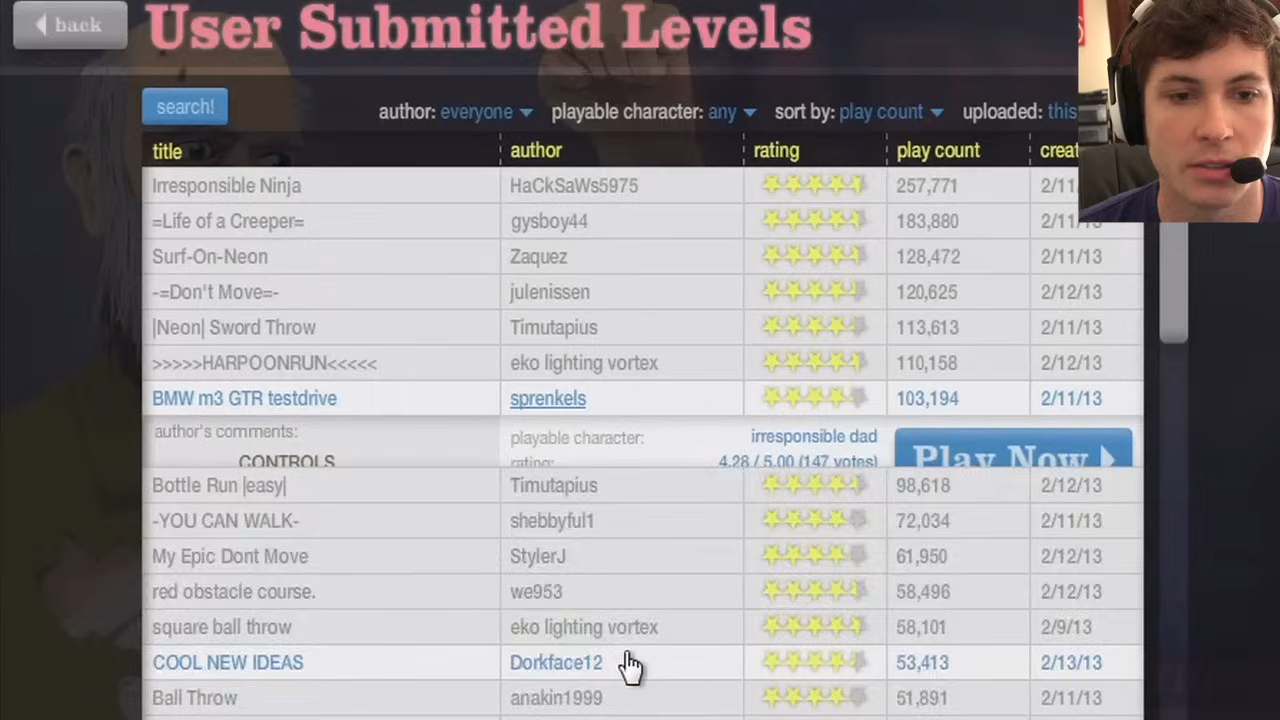 back
User Submitted Levels
search!
author: everyone playable character: any sort by: play count uploaded: this
title author rating play count creat
Irresponsible Ninja HaCkSaWs5975 257,771 2/11/
=Life of a Creeper= gysboy44 183,880 2/11/13
Surf-On-Neon Zaquez 128,472 2/11/13
-=Don't Move=- julenissen 120,625 2/12/13
|Neon| Sword Throw Timutapius 113,613 2/11/13
>>>>>HARPOONRUN<<<<< eko lighting vortex 110,158 2/12/13
BMW m3 GTR testdrive sprenkels 103,194 2/11/13
author's comments: playable character: irresponsible dad
CONTROLS rating: 4.28 / 5.00 (147 votes) Play Now
Bottle Run |easy| Timutapius 98,618 2/12/13
-YOU CAN WALK- shebbyful1 72,034 2/11/13
My Epic Dont Move StylerJ 61,950 2/12/13
red obstacle course. we953 58,496 2/12/13
square ball throw eko lighting vortex 58,101 2/9/13
COOL NEW IDEAS Dorkface12 53,413 2/13/13
Ball Throw anakin1999 51,891 2/11/13